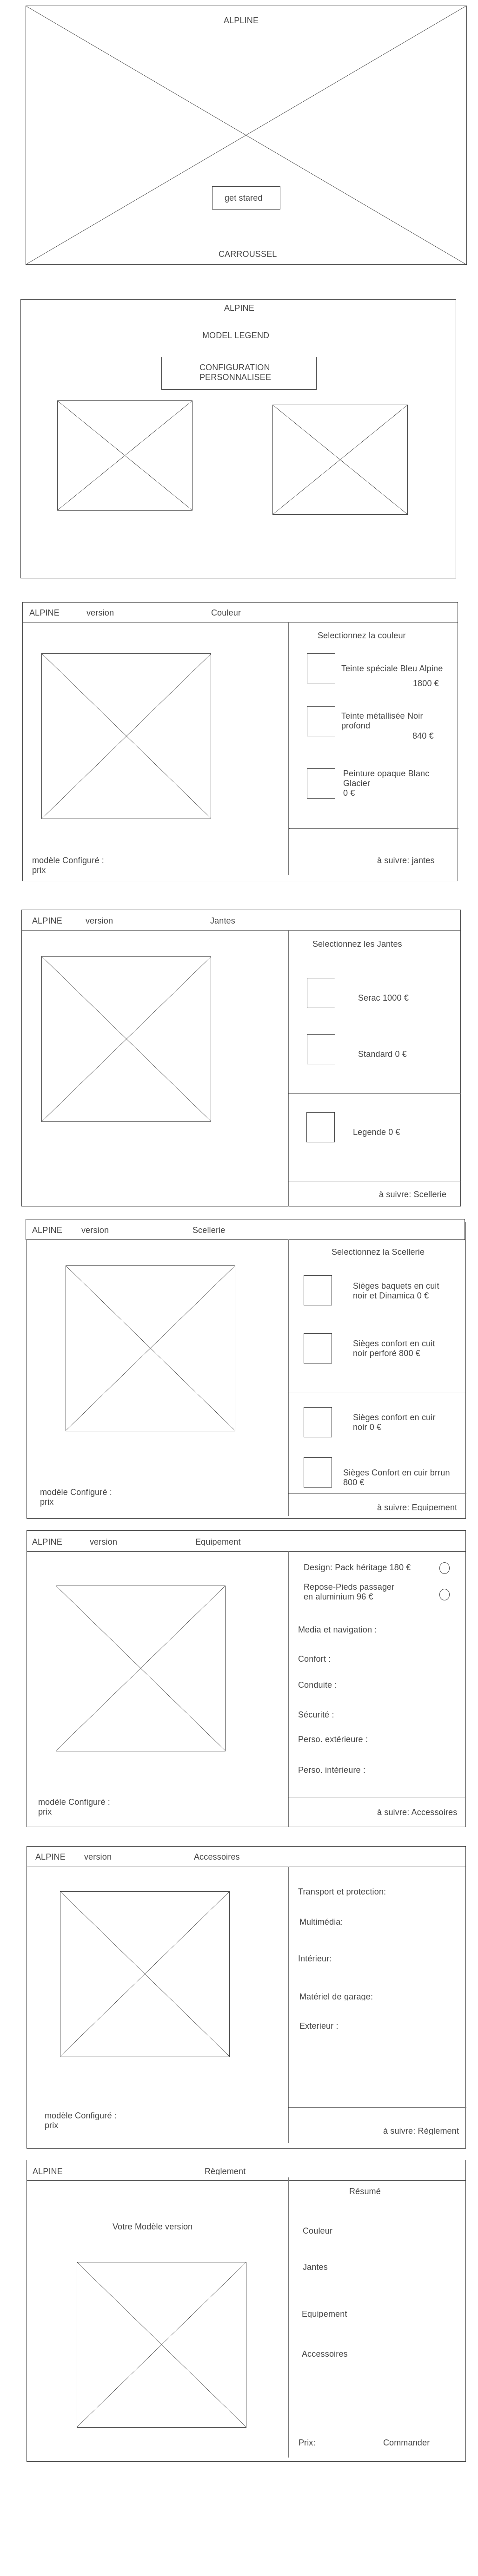 ALPLINE
get stared
CARROUSSEL
ALPINE
MODEL LEGEND
CONFIGURATION
PERSONNALISEE
ALPINE version Couleur
Selectionnez la couleur
Teinte spéciale Bleu Alpine
1800 €
Teinte métallisée Noir
profond
840 €
Peinture opaque Blanc
Glacier
0 €
modèle Configuré :
prix
à suivre: jantes
ALPINE version Jantes
Selectionnez les Jantes
Serac 1000 €
Standard 0 €
Legende 0 €
à suivre: Scellerie
ALPINE version Scellerie
Selectionnez la Scellerie
Sièges baquets en cuit
noir et Dinamica 0 €
Sièges confort en cuit
noir perforé 800 €
Sièges confort en cuir
noir 0 €
Sièges Confort en cuir brrun
800 €
modèle Configuré :
prix
à suivre: Equipement
ALPINE version Equipement
Design: Pack héritage 180 €
Repose-Pieds passager
en aluminium 96 €
Media et navigation :
Confort :
Conduite :
Sécurité :
Perso. extérieure :
Perso. intérieure :
modéle Configuré :
prix
à suivre: Accessoires
ALPINE version Accessoires
Transport et protection:
Multimédia:
Intérieur:
Matériel de garage:
Exterieur :
modèle Configuré :
prix
à suivre: Règlement
ALPINE Règlement
Résumé
Votre Modèle version
Couleur
Jantes
Equipement
Accessoires
Prix: Commander